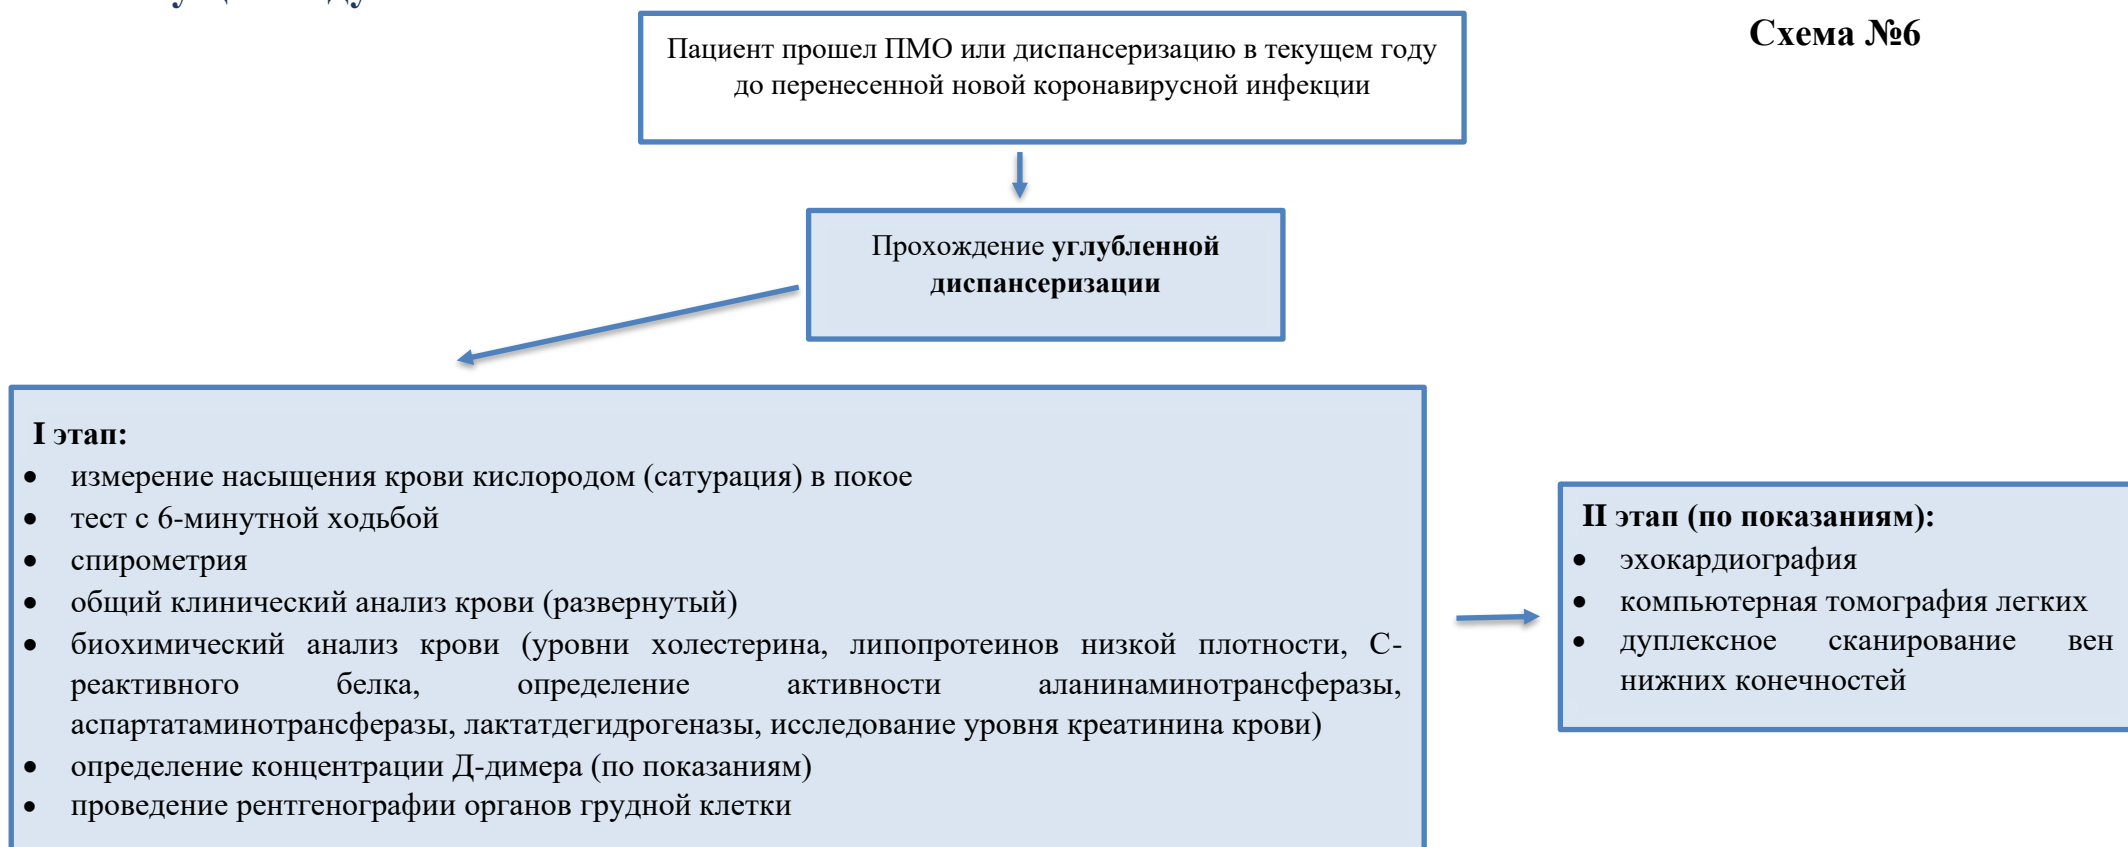 Схема №6
Пациент прошел ПМО или диспансеризацию в текущем году
до перенесенной новой коронавирусной инфекции
Прохождение углубленной
диспансеризации
I этап:
• измерение насыщения крови кислородом (сатурация) в покое
• тест с 6-минутной ходьбой
• спирометрия
• общий клинический анализ крови (развернутый)
• биохимический анализ крови (уровни холестерина, липопротеинов низкой плотности, С-
реактивного белка, определение активности аланинаминотрансферазы,
аспартатаминотрансферазы, лактатдегидрогеназы, исследование уровня креатинина крови)
• определение концентрации Д-димера (по показаниям)
• проведение рентгенографии органов грудной клетки
II этап (по показаниям):
• эхокардиография
• компьютерная томография легких
• дуплексное сканирование вен
нижних конечностей